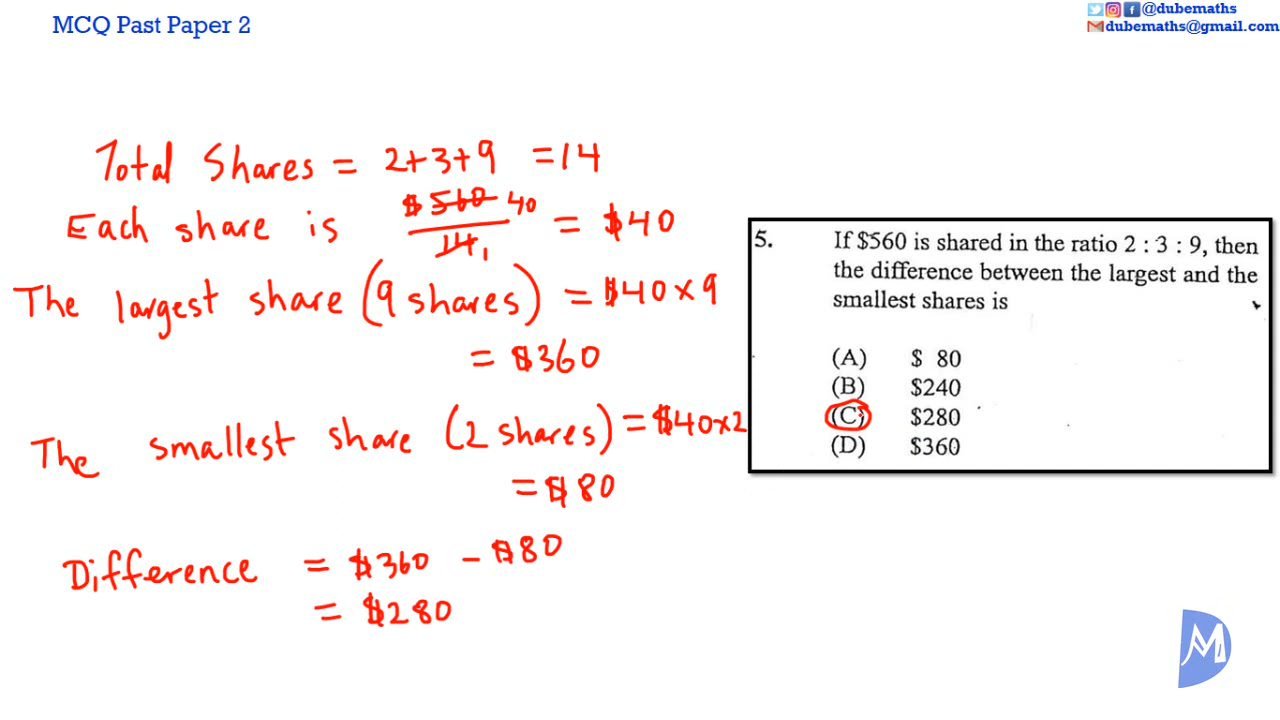 MCQ Past Paper 2
@dubemaths
dubemaths@gmail.com
Total Shares = 2+3+9 = 14
Each share is $560 40 / 14 1 = $40
The largest share (9 shares) = $40 × 9
= $360
The smallest share (2 shares) = $40×2
= $80
Difference = $360 - $80
= $280
5. If $560 is shared in the ratio 2 : 3 : 9, then
the difference between the largest and the
smallest shares is
(A) $ 80
(B) $240
(C) $280
(D) $360
DM